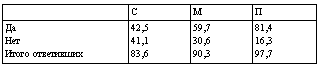 С М П
Да 42,5 59,7 81,4
Нет 41,1 30,6 16,3
Итого ответивших 83,6 90,3 97,7